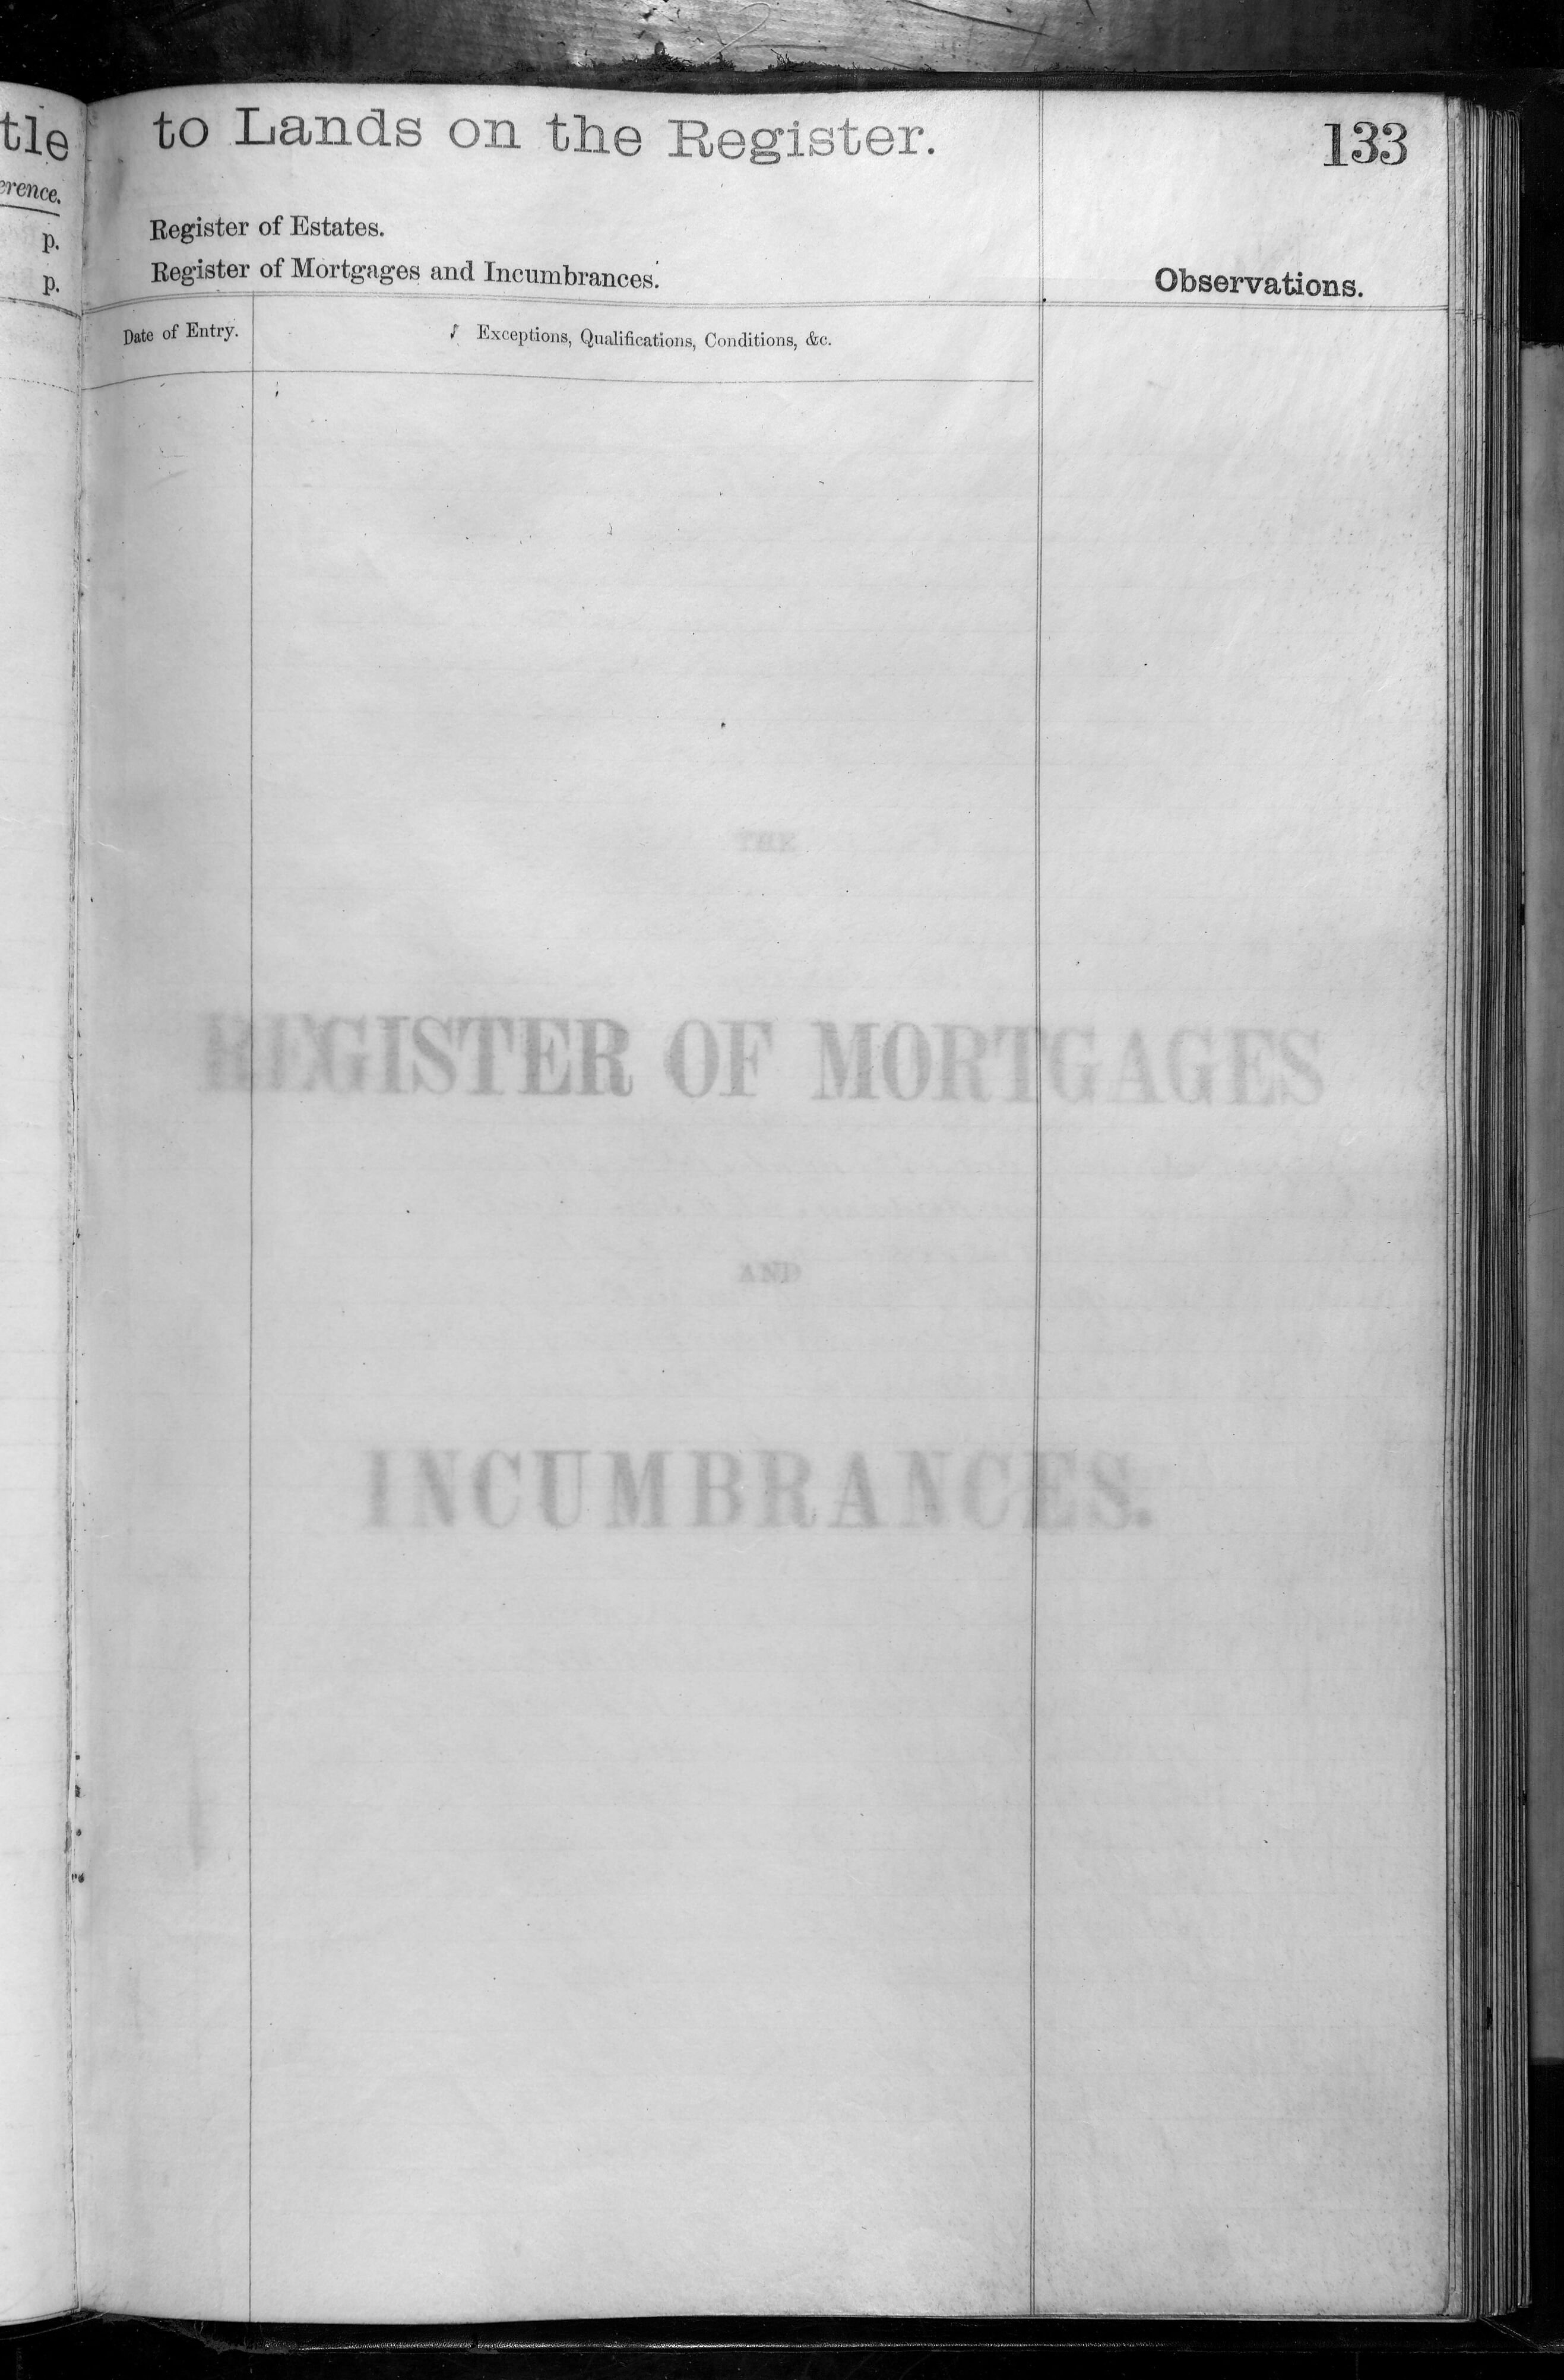 tle
erence.
p.
p.
to Lands on the Register.
133
Register of Estates.
Register of Mortgages and Incumbrances.
Observations.
Date of Entry.
Exceptions, Qualifications, Conditions, &c.
THE
REGISTER OF MORTGAGES
AND
INCUMBRANCES.